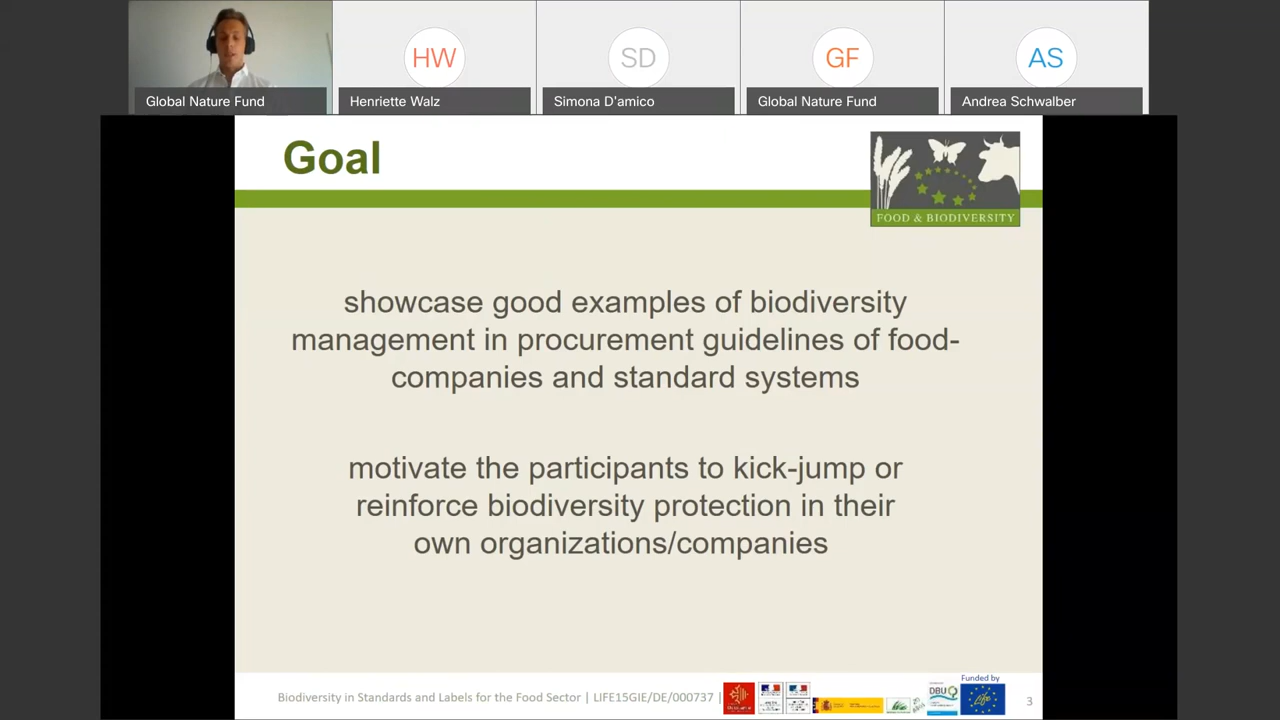 HW
SD
GF
AS
Global Nature Fund
Henriette Walz
Simona D'amico
Global Nature Fund
Andrea Schwalber
Goal
FOOD & BIODIVERSITY
showcase good examples of biodiversity
management in procurement guidelines of food-
companies and standard systems
motivate the participants to kick-jump or
reinforce biodiversity protection in their
own organizations/companies
Funded by
Biodiversity in Standards and Labels for the Food Sector | LIFE15GIE/DE/000737 |
DBU
3